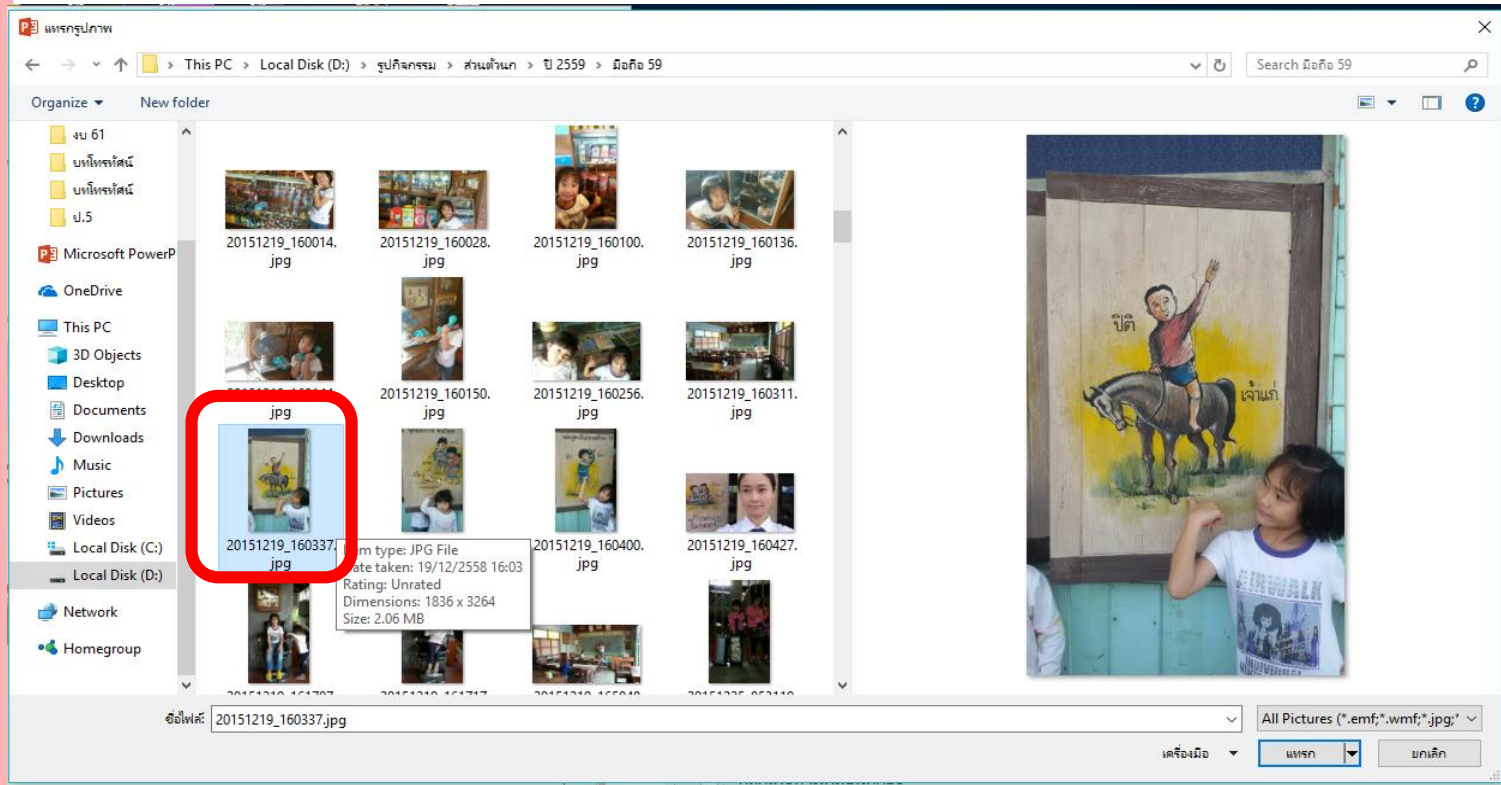 แทรกรูปภาพ
This PC > Local Disk (D:) > รูปกิจกรรม > ส่วนตัวนก > ปี 2559 > มือถือ 59
Search มือถือ 59
Organize
New folder
งบ 61
บทโทรทัศน์
บทโทรทัศน์
ป.5
Microsoft PowerP
OneDrive
This PC
3D Objects
Desktop
Documents
Downloads
Music
Pictures
Videos
Local Disk (C:)
Local Disk (D:)
Network
Homegroup
20151219_160014.
jpg
20151219_160028.
jpg
20151219_160100.
jpg
20151219_160136.
jpg
jpg
20151219_160150.
jpg
20151219_160256.
jpg
20151219_160311.
jpg
20151219_160337.
jpg
20151219_160400.
jpg
20151219_160427.
jpg
type: JPG File
taken: 19/12/2558 16:03
Rating: Unrated
Dimensions: 1836 x 3264
Size: 2.06 MB
ปิติ
เจ้าแก่
AIRWALK
ชื่อไฟล์: 20151219_160337.jpg
All Pictures (*.emf;*.wmf;*.jpg;*
เครื่องมือ
แทรก
ยกเลิก